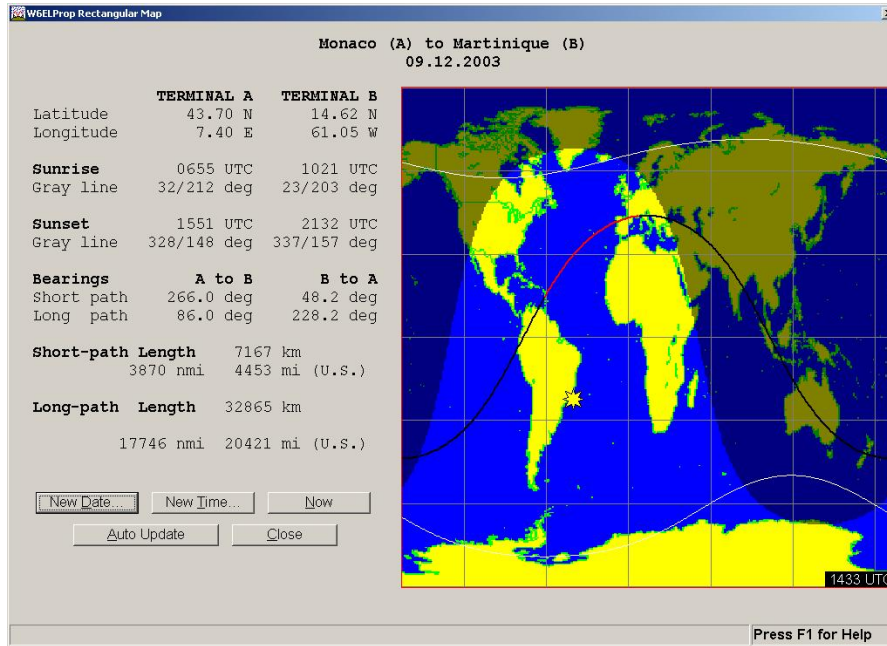 W6ELProp Rectangular Map
Monaco (A) to Martinique (B)
09.12.2003
TERMINAL A TERMINAL B
Latitude 43.70 N 14.62 N
Longitude 7.40 E 61.05 W
Sunrise 0655 UTC 1021 UTC
Gray line 32/212 deg 23/203 deg
Sunset 1551 UTC 2132 UTC
Gray line 328/148 deg 337/157 deg
Bearings A to B B to A
Short path 266.0 deg 48.2 deg
Long path 86.0 deg 228.2 deg
Short-path Length 7167 km
3870 nmi 4453 mi (U.S.)
Long-path Length 32865 km
17746 nmi 20421 mi (U.S.)
New Date... New Time... Now
Auto Update Close
1433 UTC
Press F1 for Help